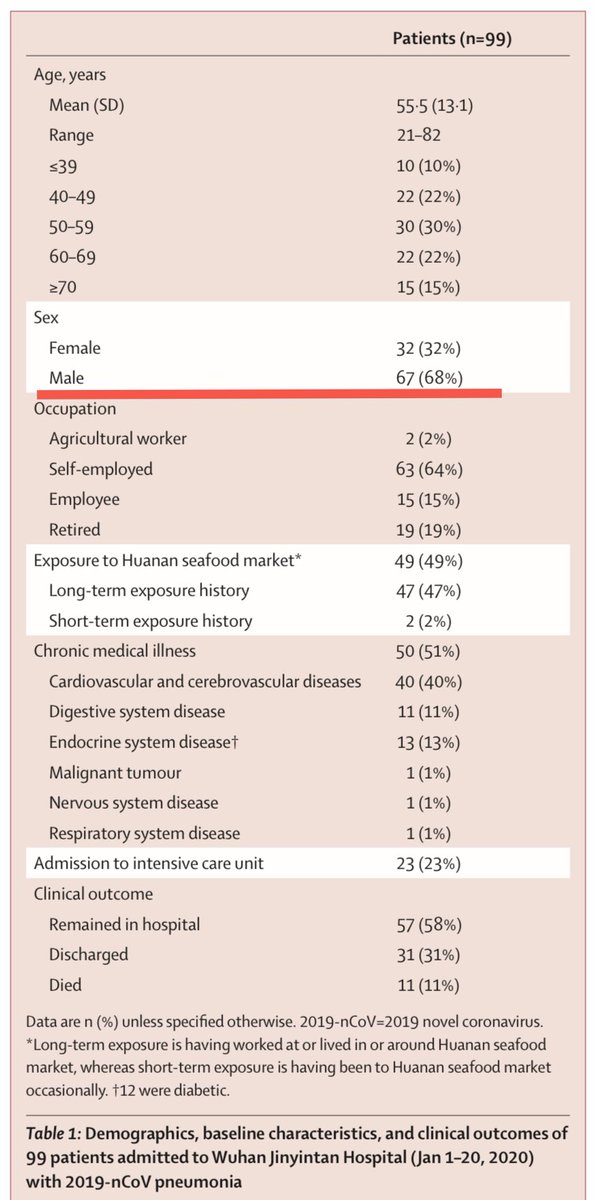 Patients (n=99)
Age, years
Mean (SD) 55·5 (13·1)
Range 21–82
≤39 10 (10%)
40–49 22 (22%)
50–59 30 (30%)
60–69 22 (22%)
≥70 15 (15%)
Sex
Female 32 (32%)
Male 67 (68%)
Occupation
Agricultural worker 2 (2%)
Self-employed 63 (64%)
Employee 15 (15%)
Retired 19 (19%)
Exposure to Huanan seafood market* 49 (49%)
Long-term exposure history 47 (47%)
Short-term exposure history 2 (2%)
Chronic medical illness 50 (51%)
Cardiovascular and cerebrovascular diseases 40 (40%)
Digestive system disease 11 (11%)
Endocrine system disease† 13 (13%)
Malignant tumour 1 (1%)
Nervous system disease 1 (1%)
Respiratory system disease 1 (1%)
Admission to intensive care unit 23 (23%)
Clinical outcome
Remained in hospital 57 (58%)
Discharged 31 (31%)
Died 11 (11%)
Data are n (%) unless specified otherwise. 2019-nCoV=2019 novel coronavirus.
*Long-term exposure is having worked at or lived in or around Huanan seafood
market, whereas short-term exposure is having been to Huanan seafood market
occasionally. †12 were diabetic.
Table 1: Demographics, baseline characteristics, and clinical outcomes of
99 patients admitted to Wuhan Jinyintan Hospital (Jan 1–20, 2020)
with 2019-nCoV pneumonia